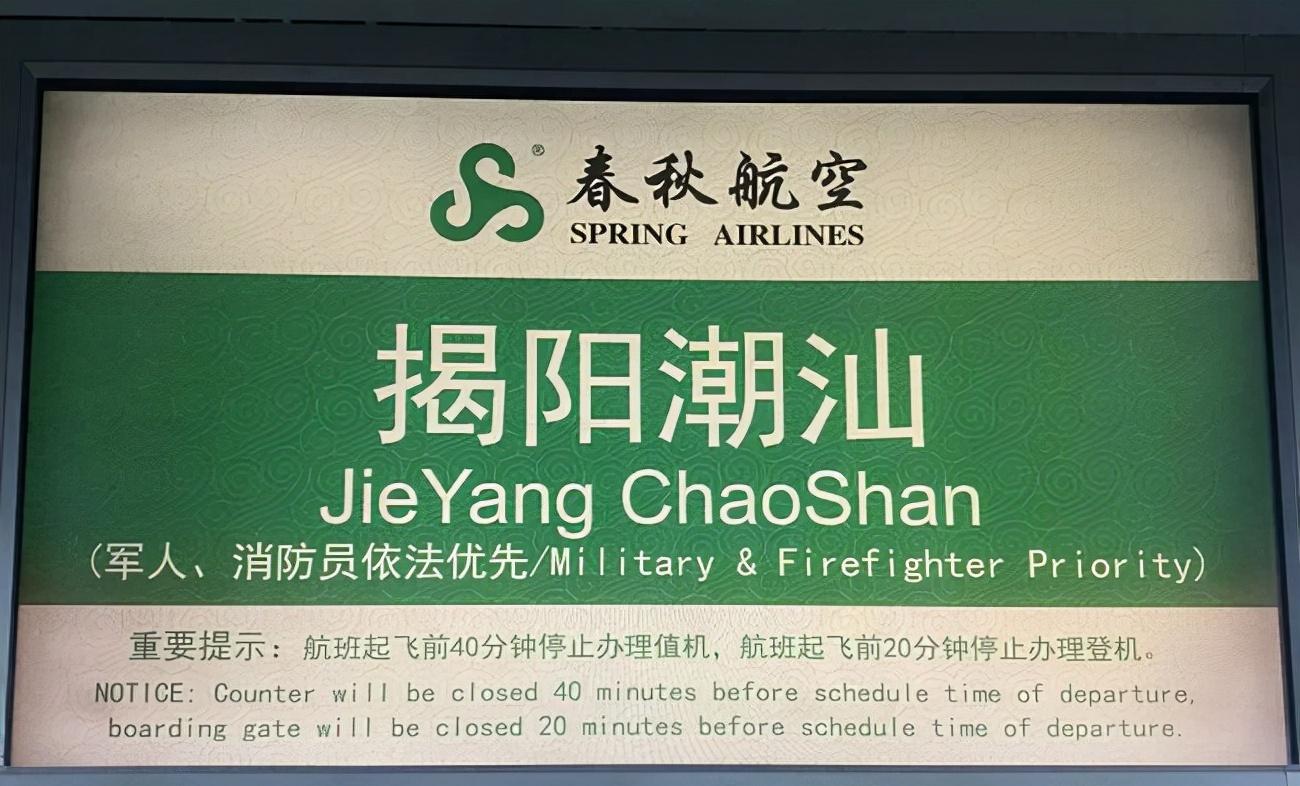 春秋航空
SPRING AIRLINES
揭阳潮汕
JieYang ChaoShan
(军人、消防员依法优先/Military & Firefighter Priority)
重要提示：航班起飞前40分钟停止办理值机，航班起飞前20分钟停止办理登机。
NOTICE: Counter will be closed 40 minutes before schedule time of departure,
boarding gate will be closed 20 minutes before schedule time of departure.